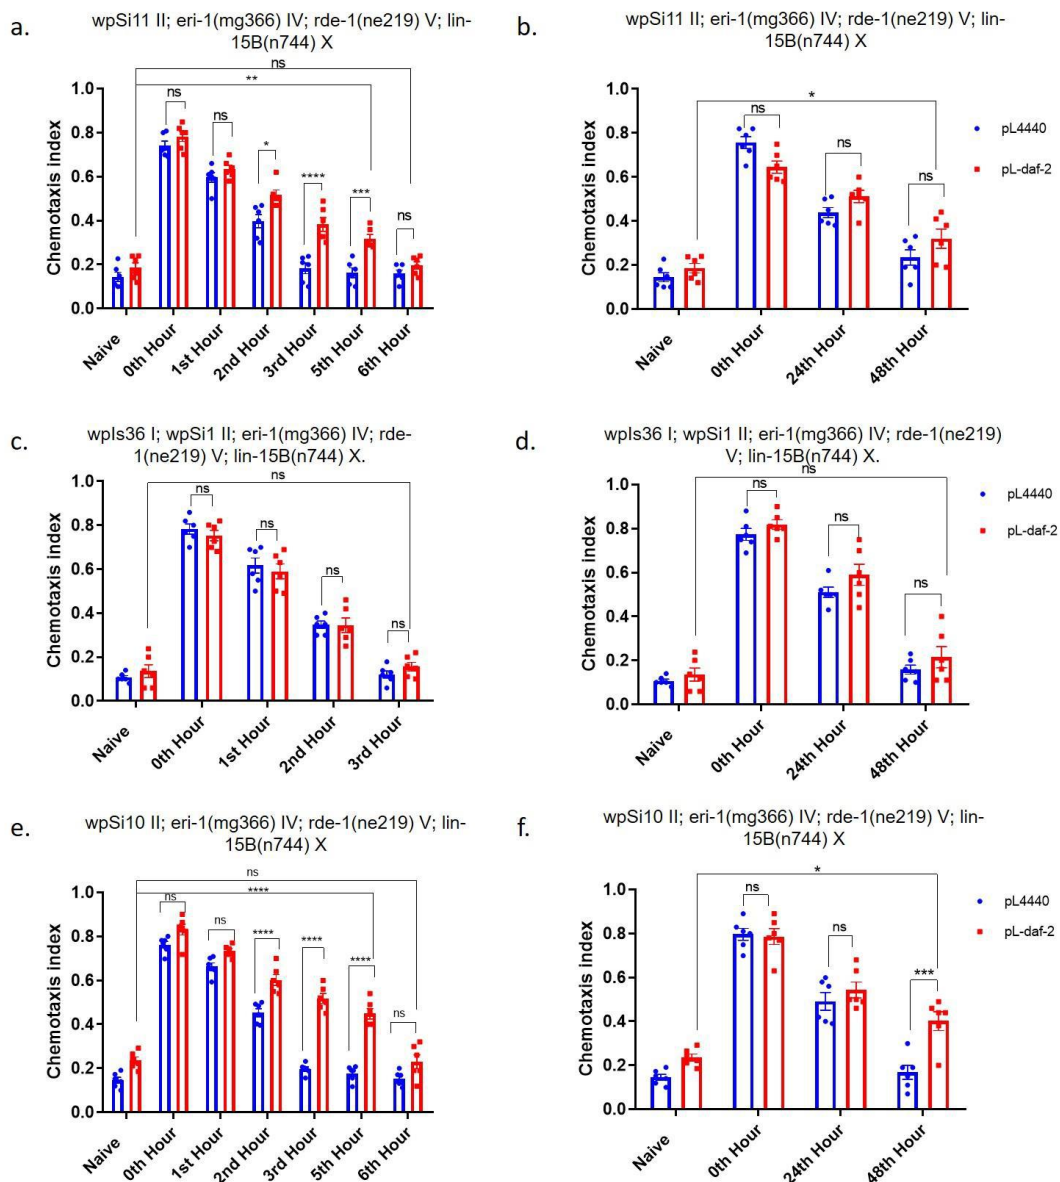 a.
wpSi11 II; eri-1(mg366) IV; rde-1(ne219) V; lin-
15B(n744) X
ns
**
ns
ns
*
****
***
ns
Chemotaxis index
1.0
0.8
0.6
0.4
0.2
0.0
Naive
0th Hour
1st Hour
2nd Hour
3rd Hour
5th Hour
6th Hour
b.
wpSi11 II; eri-1(mg366) IV; rde-1(ne219) V; lin-
15B(n744) X
*
ns
ns
ns
Chemotaxis index
1.0
0.8
0.6
0.4
0.2
0.0
Naive
0th Hour
24th Hour
48th Hour
pL4440
pL-daf-2
c.
wpIs36 I; wpSi1 II; eri-1(mg366) IV; rde-
1(ne219) V; lin-15B(n744) X.
ns
ns
ns
ns
ns
Chemotaxis index
1.0
0.8
0.6
0.4
0.2
0.0
Naive
0th Hour
1st Hour
2nd Hour
3rd Hour
d.
wpIs36 I; wpSi1 II; eri-1(mg366) IV; rde-1(ne219)
V; lin-15B(n744) X.
ns
ns
ns
ns
Chemotaxis index
1.0
0.8
0.6
0.4
0.2
0.0
Naive
0th Hour
24th Hour
48th Hour
pL4440
pL-daf-2
e.
wpSi10 II; eri-1(mg366) IV; rde-1(ne219) V; lin-
15B(n744) X
ns
****
ns
ns
****
****
****
ns
Chemotaxis index
1.0
0.8
0.6
0.4
0.2
0.0
Naive
0th Hour
1st Hour
2nd Hour
3rd Hour
5th Hour
6th Hour
f.
wpSi10 II; eri-1(mg366) IV; rde-1(ne219) V; lin-
15B(n744) X
*
ns
ns
***
Chemotaxis index
1.0
0.8
0.6
0.4
0.2
0.0
Naive
0th Hour
24th Hour
48th Hour
pL4440
pL-daf-2